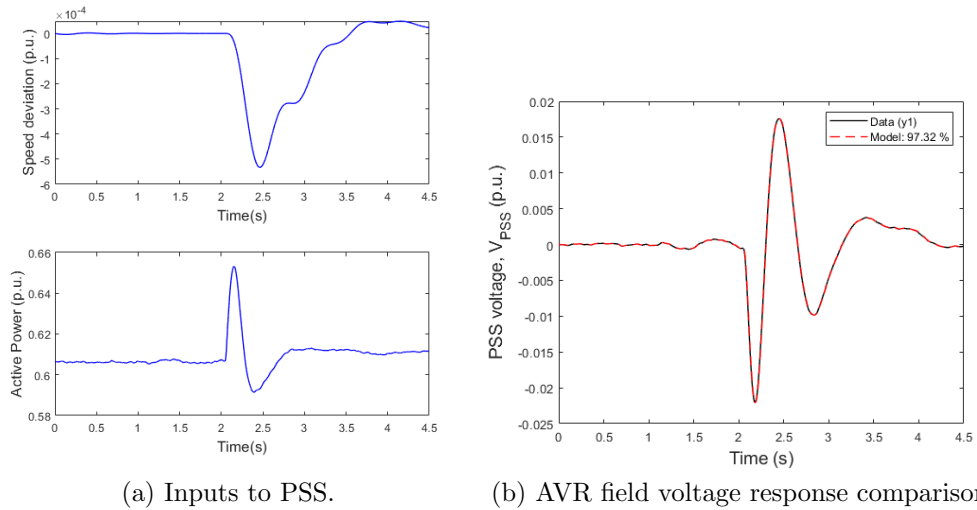 ×10⁻⁴
0
-1
-2
-3
-4
-5
-6
Speed deviation (p.u.)
0 0.5 1 1.5 2 2.5 3 3.5 4 4.5
Time(s)
0.66
0.64
0.62
0.6
0.58
Active Power (p.u.)
0 0.5 1 1.5 2 2.5 3 3.5 4 4.5
Time(s)
(a) Inputs to PSS.
0.02
0.015
0.01
0.005
0
-0.005
-0.01
-0.015
-0.02
-0.025
PSS voltage, V_PSS (p.u.)
Data (y1)
Model: 97.32 %
0 0.5 1 1.5 2 2.5 3 3.5 4 4.5
Time (s)
(b) AVR field voltage response comparison